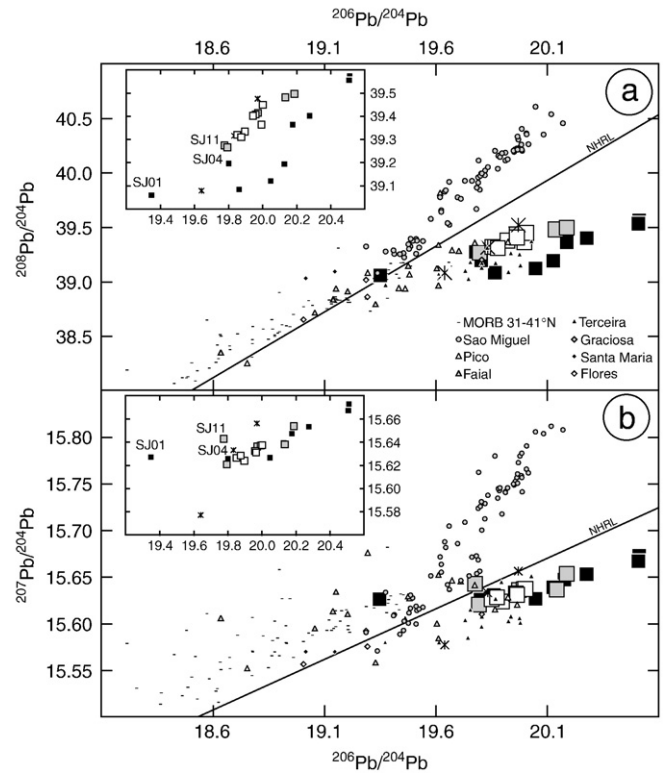 206Pb/204Pb
18.6 19.1 19.6 20.1
a
40.5
40.0
39.5
39.0
38.5
208Pb/204Pb
NHRL
39.5
39.4
39.3
39.2
39.1
SJ11
SJ04
SJ01
19.4 19.6 19.8 20.0 20.2 20.4
MORB 31-41°N
Sao Miguel
Pico
Faial
Terceira
Graciosa
Santa Maria
Flores
b
15.80
15.75
15.70
15.65
15.60
15.55
207Pb/204Pb
NHRL
15.66
15.64
15.62
15.60
15.58
SJ11
SJ01
SJ04
19.4 19.6 19.8 20.0 20.2 20.4
18.6 19.1 19.6 20.1
206Pb/204Pb